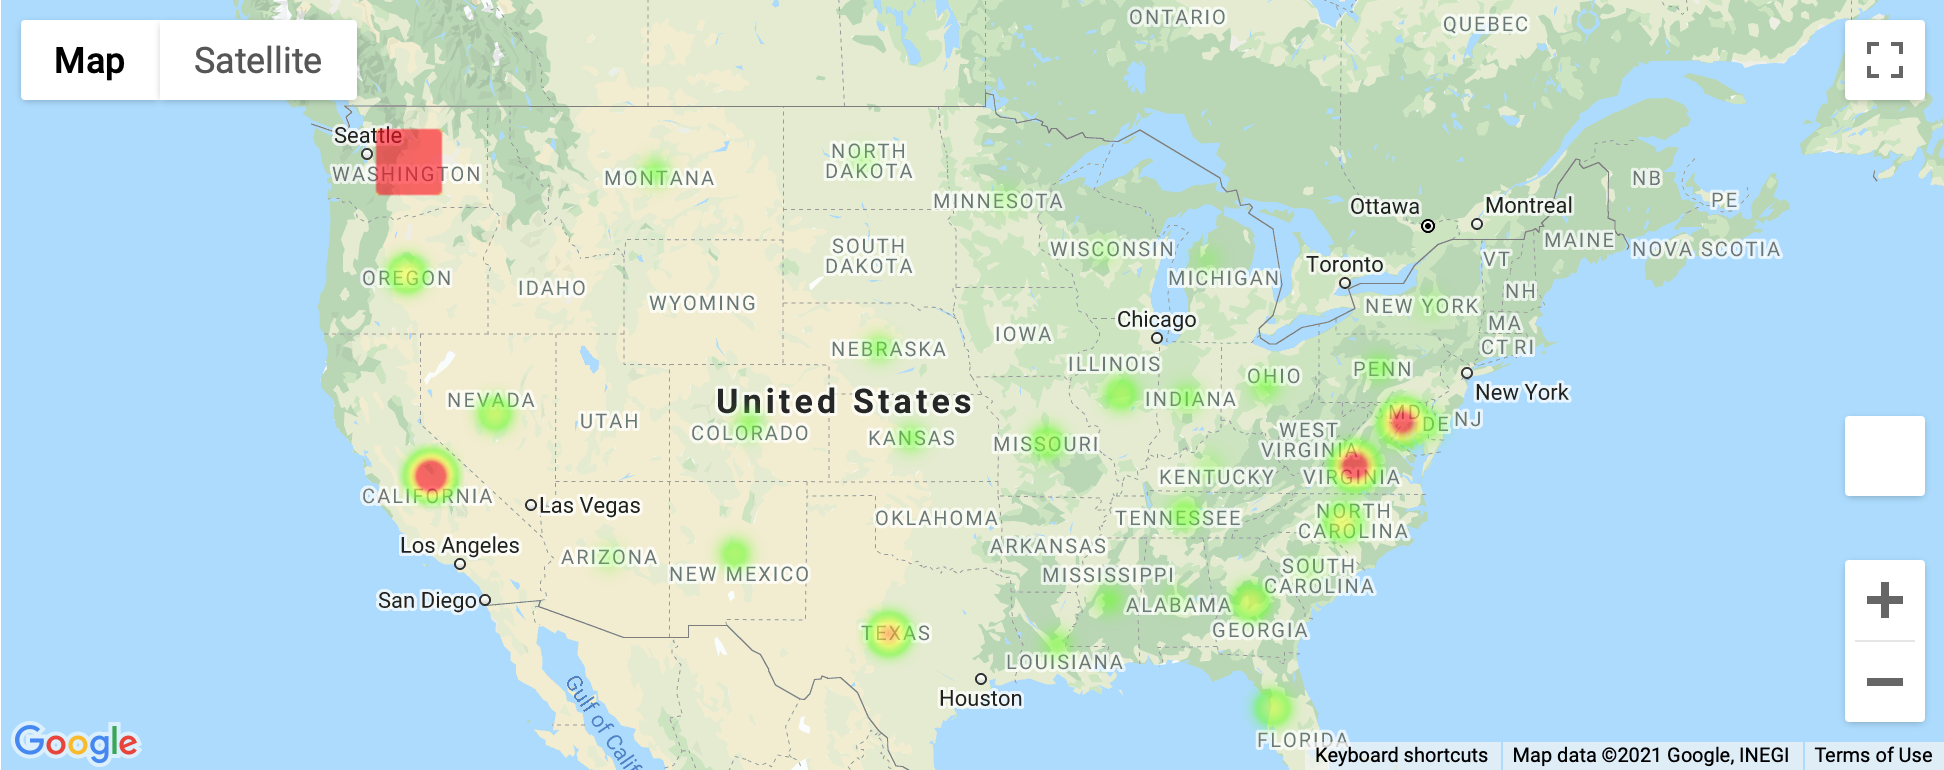 Map
Satellite
ONTARIO
QUEBEC
Seattle
WASHINGTON
MONTANA
NORTH
DAKOTA
MINNESOTA
NB
PE
Ottawa
Montreal
OREGON
IDAHO
WYOMING
SOUTH
DAKOTA
WISCONSIN
MICHIGAN
Toronto
VT
MAINE
NOVA SCOTIA
NH
NEW YORK
MA
CT
RI
Chicago
IOWA
NEBRASKA
ILLINOIS
INDIANA
OHIO
PENN
New York
United States
NEVADA
UTAH
COLORADO
KANSAS
MISSOURI
WEST
VIRGINIA
MD
DE
NJ
KENTUCKY
VIRGINIA
CALIFORNIA
Las Vegas
OKLAHOMA
TENNESSEE
NORTH
CAROLINA
Los Angeles
ARIZONA
NEW MEXICO
ARKANSAS
MISSISSIPPI
SOUTH
CAROLINA
San Diego
ALABAMA
GEORGIA
TEXAS
LOUISIANA
Houston
Gulf of Calif
FLORIDA
Google
Keyboard shortcuts
Map data ©2021 Google, INEGI
Terms of Use